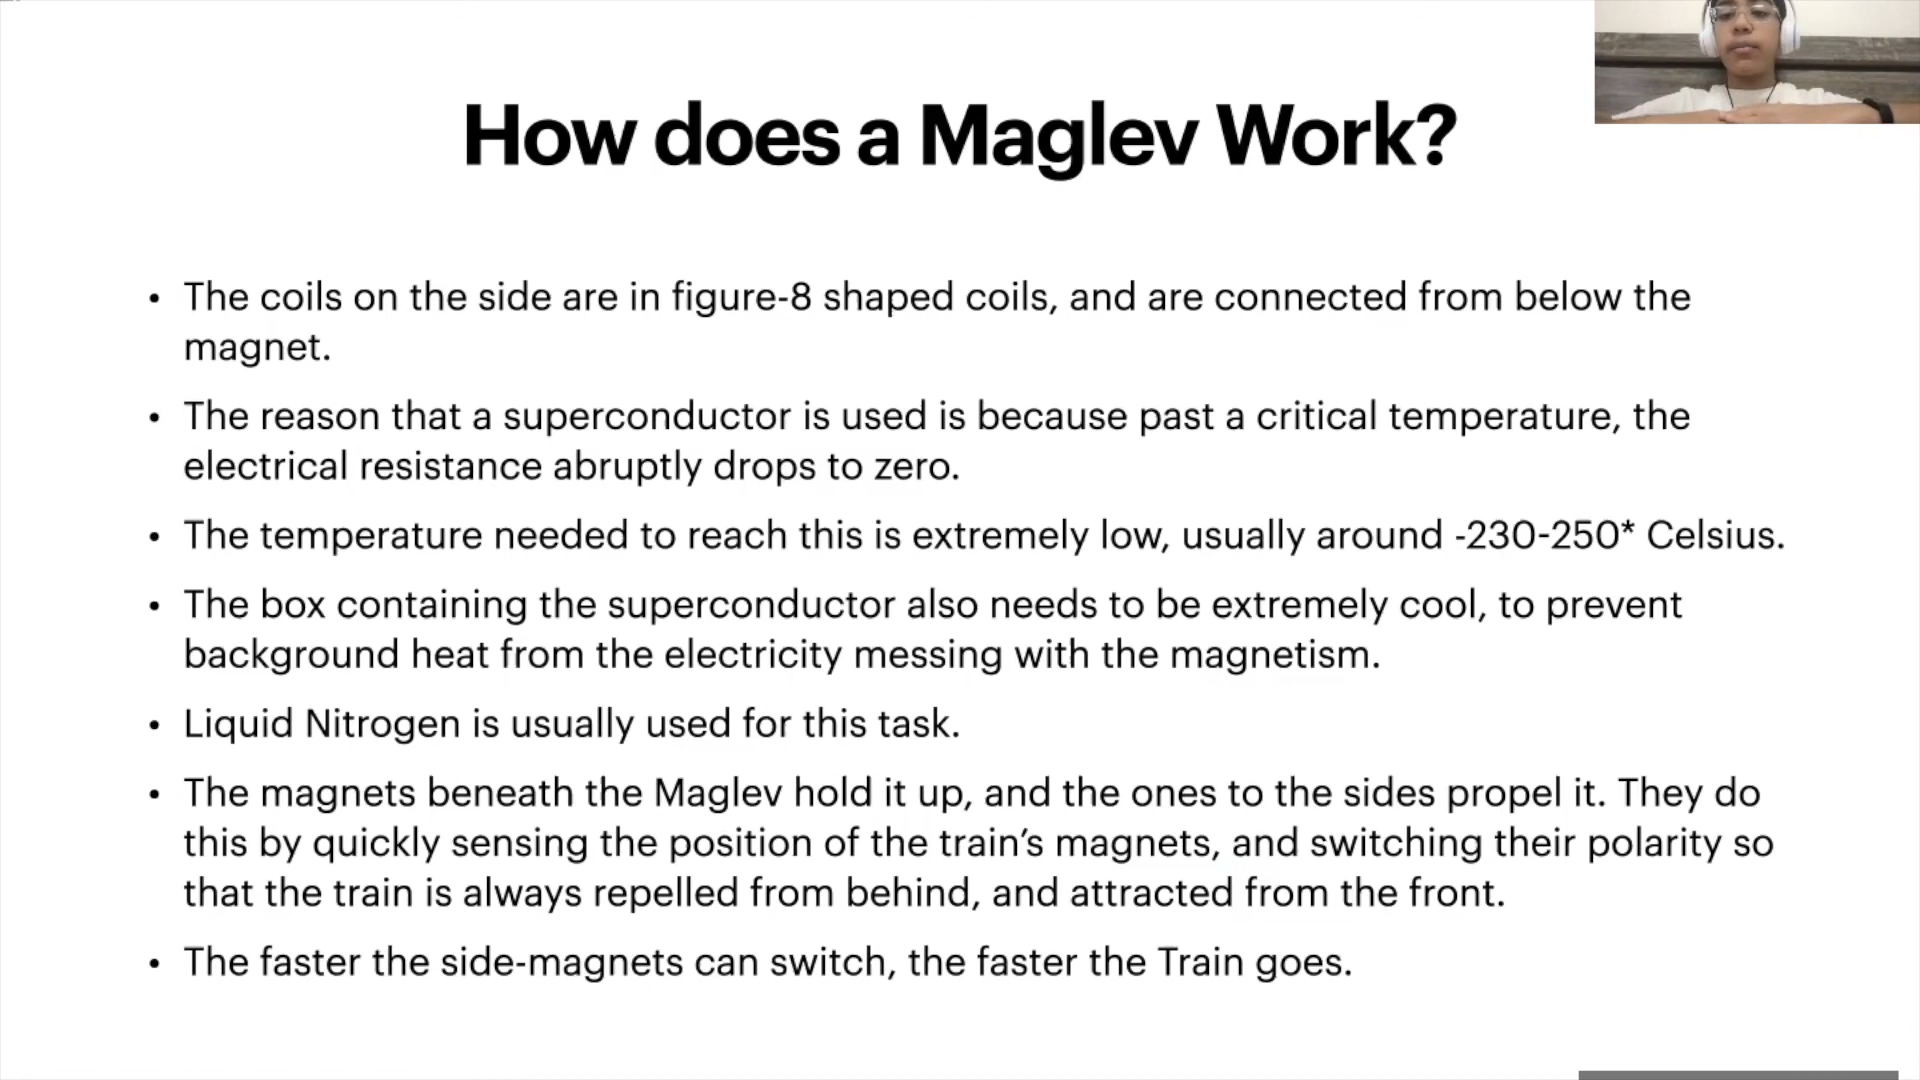 How does a Maglev Work?
• The coils on the side are in figure-8 shaped coils, and are connected from below the
magnet.
• The reason that a superconductor is used is because past a critical temperature, the
electrical resistance abruptly drops to zero.
• The temperature needed to reach this is extremely low, usually around -230-250* Celsius.
• The box containing the superconductor also needs to be extremely cool, to prevent
background heat from the electricity messing with the magnetism.
• Liquid Nitrogen is usually used for this task.
• The magnets beneath the Maglev hold it up, and the ones to the sides propel it. They do
this by quickly sensing the position of the train’s magnets, and switching their polarity so
that the train is always repelled from behind, and attracted from the front.
• The faster the side-magnets can switch, the faster the Train goes.